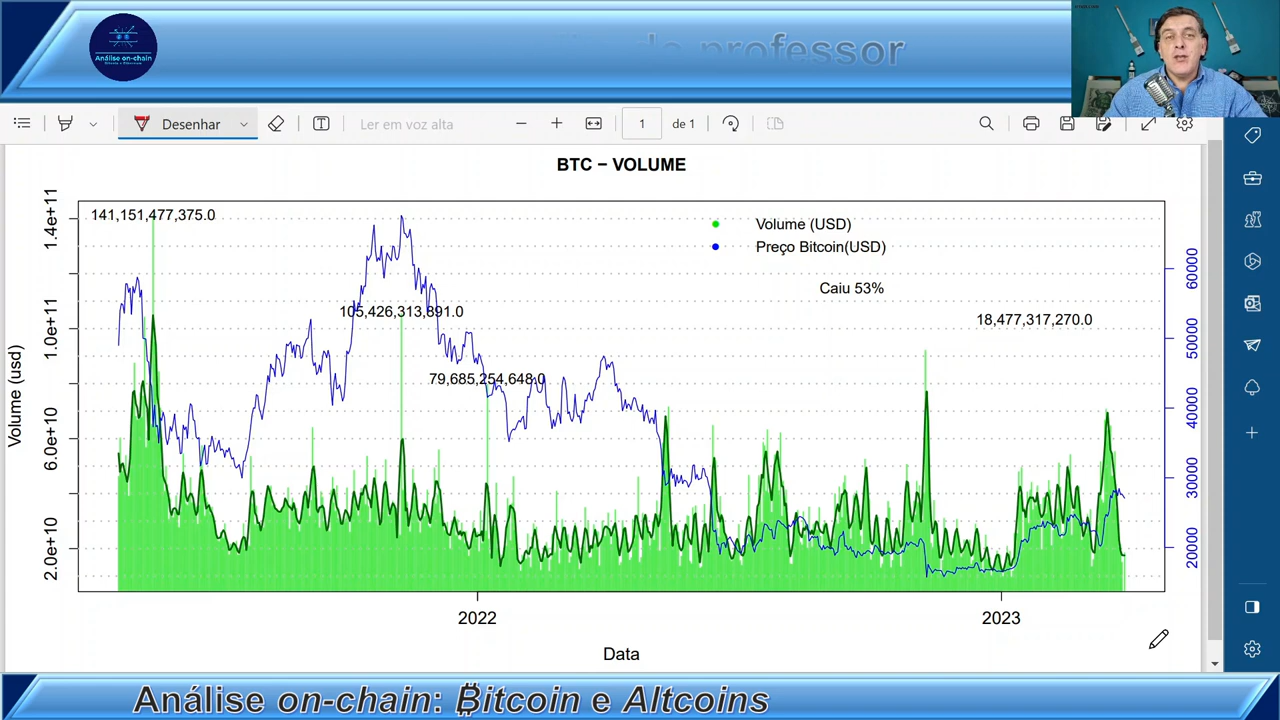 professor
Análise on-chain
Desenhar
Ler em voz alta
1
de 1
BTC − VOLUME
141,151,477,375.0
105,426,313,891.0
79,685,254,648.0
18,477,317,270.0
Volume (USD)
Preço Bitcoin(USD)
Caiu 53%
Volume (usd)
2.0e+10
6.0e+10
1.0e+11
1.4e+11
20000
30000
40000
50000
60000
2022
2023
Data
Análise on-chain: ₿itcoin e Altcoins